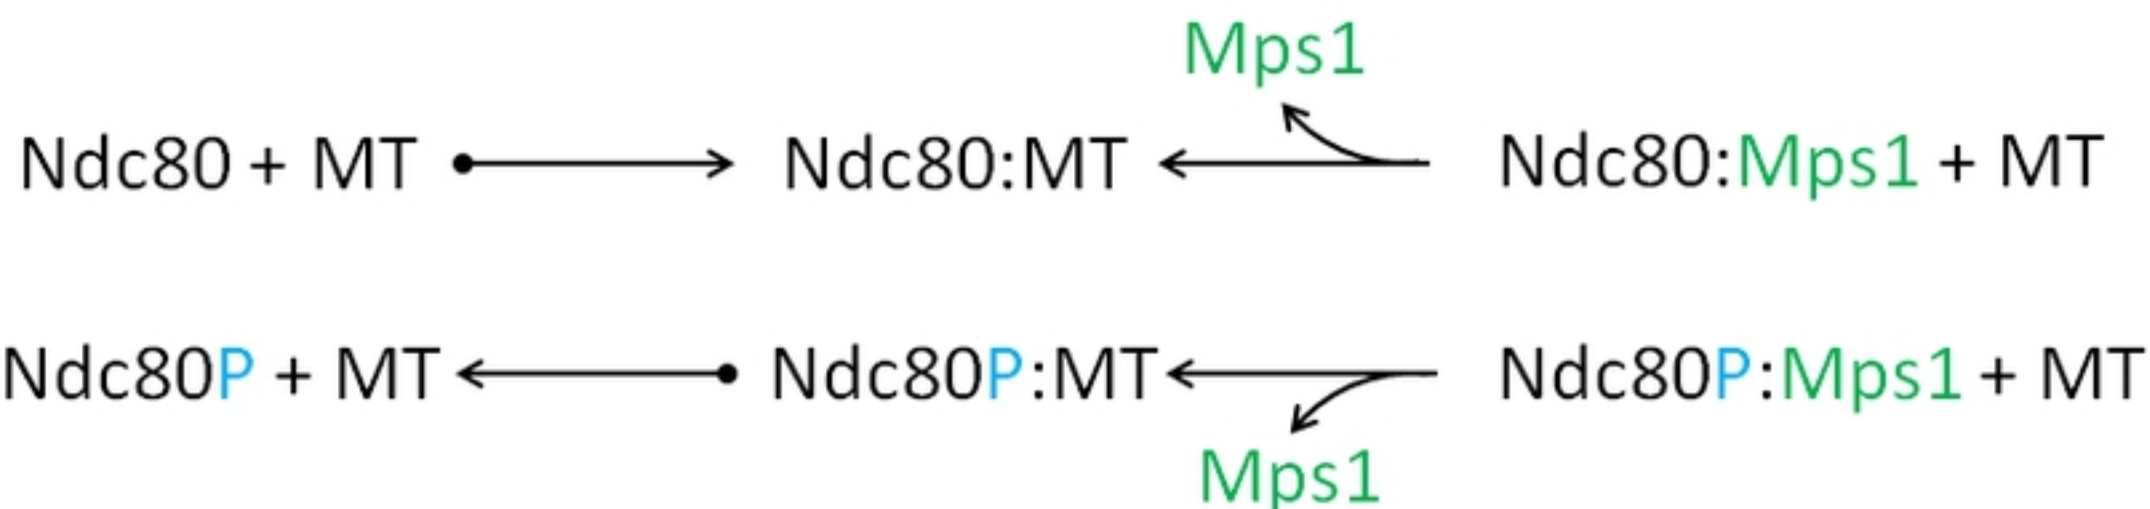 Mps1
Ndc80 + MT Ndc80:MT Ndc80:Mps1 + MT
Ndc80P + MT Ndc80P:MT Ndc80P:Mps1 + MT
Mps1